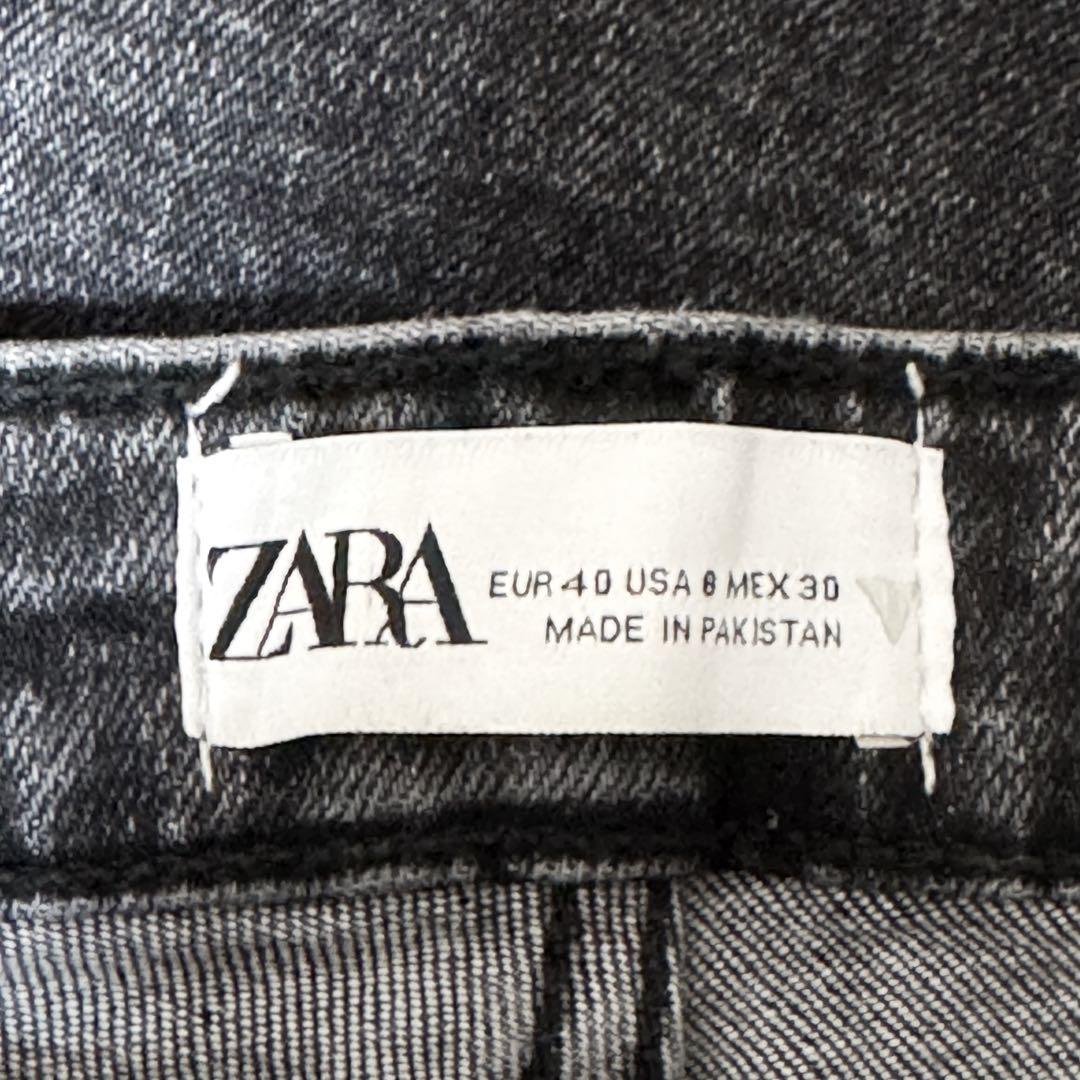 ZARA
EUR 40 USA 8 MEX 30
MADE IN PAKISTAN